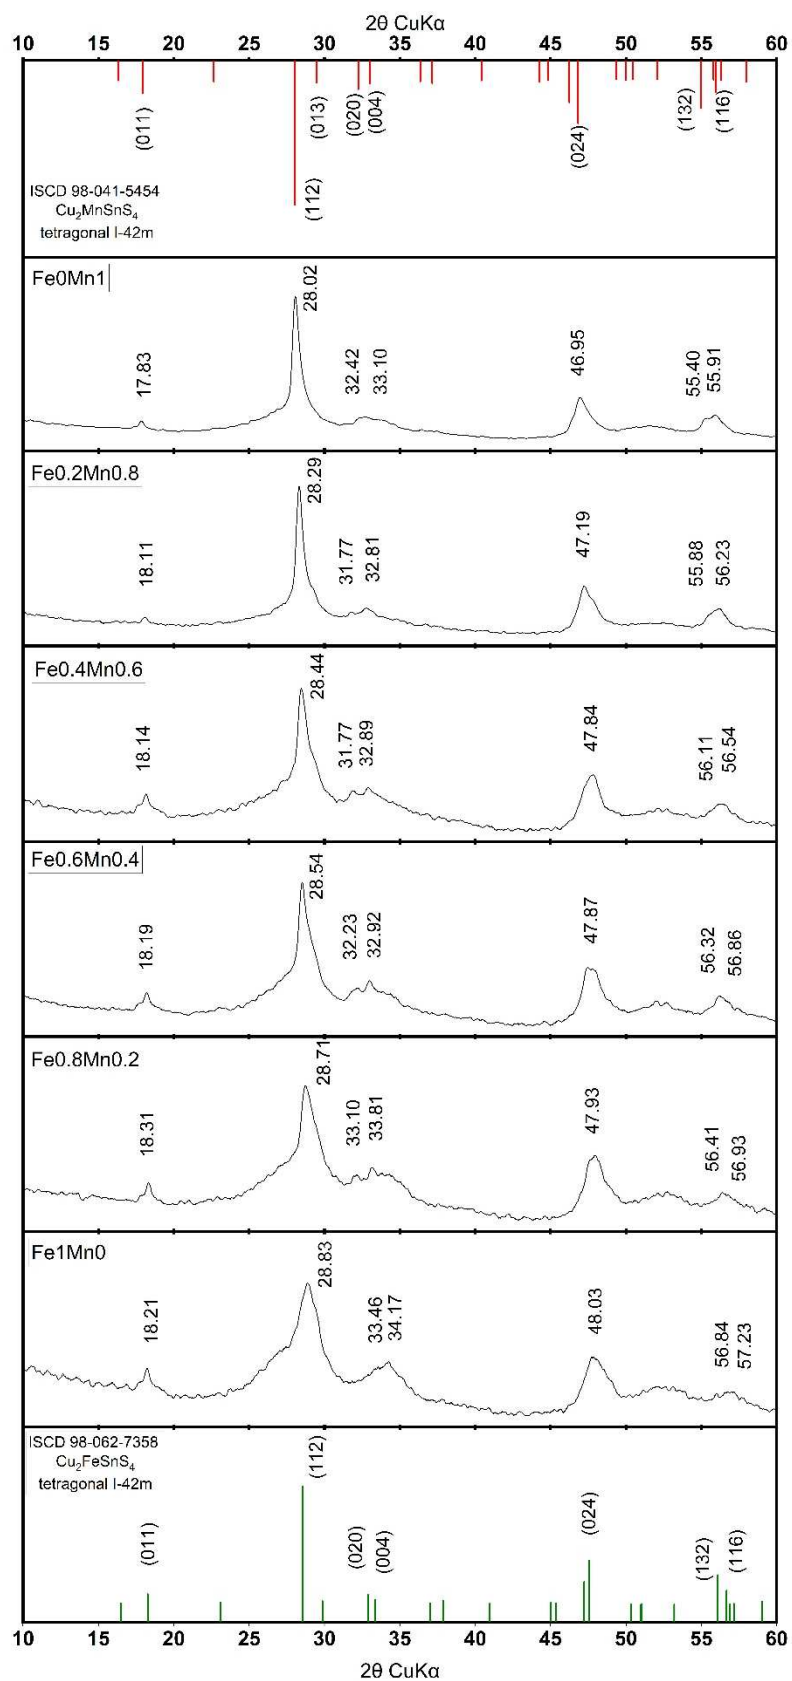 2θ CuKα
10 15 20 25 30 35 40 45 50 55 60
(011) (112) (013) (020) (004) (024) (132) (116)
ISCD 98-041-5454
Cu₂MnSnS₄
tetragonal I-42m
Fe0Mn1
17.83 28.02 32.42 33.10 46.95 55.40 55.91
Fe0.2Mn0.8
18.11 28.29 31.77 32.81 47.19 55.88 56.23
Fe0.4Mn0.6
18.14 28.44 31.77 32.89 47.84 56.11 56.54
Fe0.6Mn0.4
18.19 28.54 32.23 32.92 47.87 56.32 56.86
Fe0.8Mn0.2
18.31 28.71 33.10 33.81 47.93 56.41 56.93
Fe1Mn0
18.21 28.83 33.46 34.17 48.03 56.84 57.23
ISCD 98-062-7358
Cu₂FeSnS₄
tetragonal I-42m
(011) (112) (020) (004) (024) (132) (116)
10 15 20 25 30 35 40 45 50 55 60
2θ CuKα